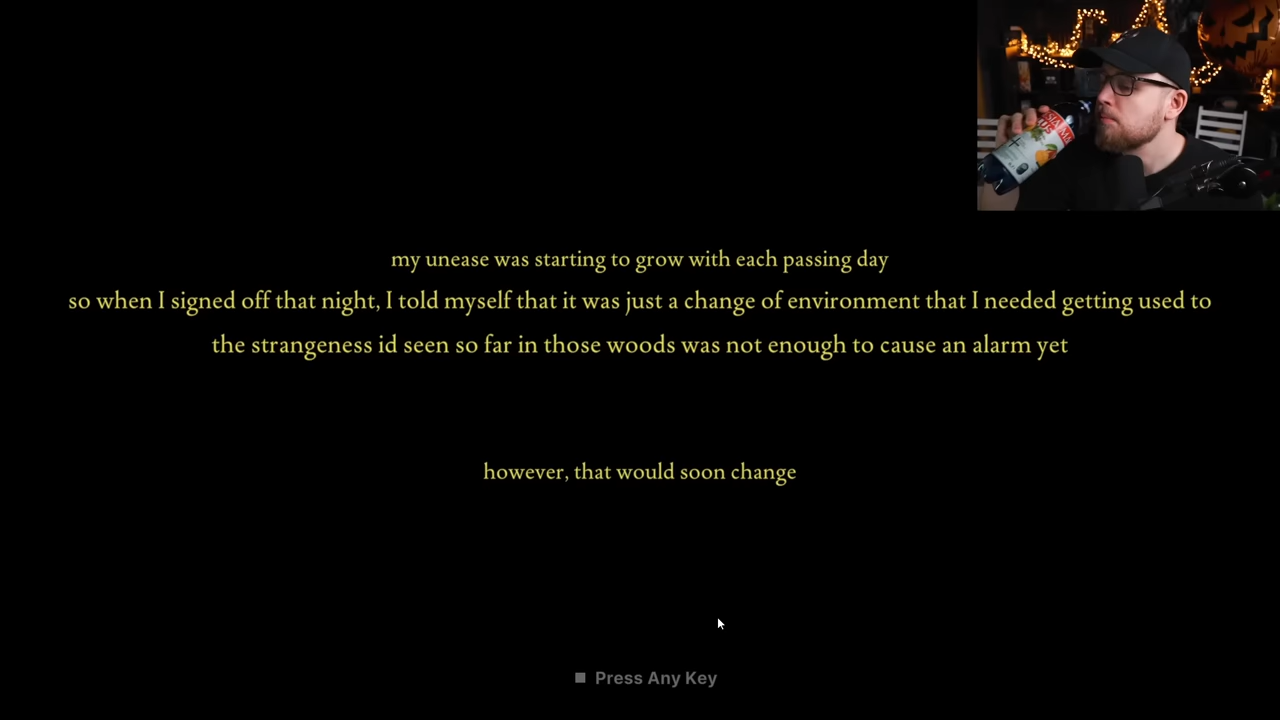 my unease was starting to grow with each passing day
so when I signed off that night, I told myself that it was just a change of environment that I needed getting used to
the strangeness id seen so far in those woods was not enough to cause an alarm yet
however, that would soon change
Press Any Key